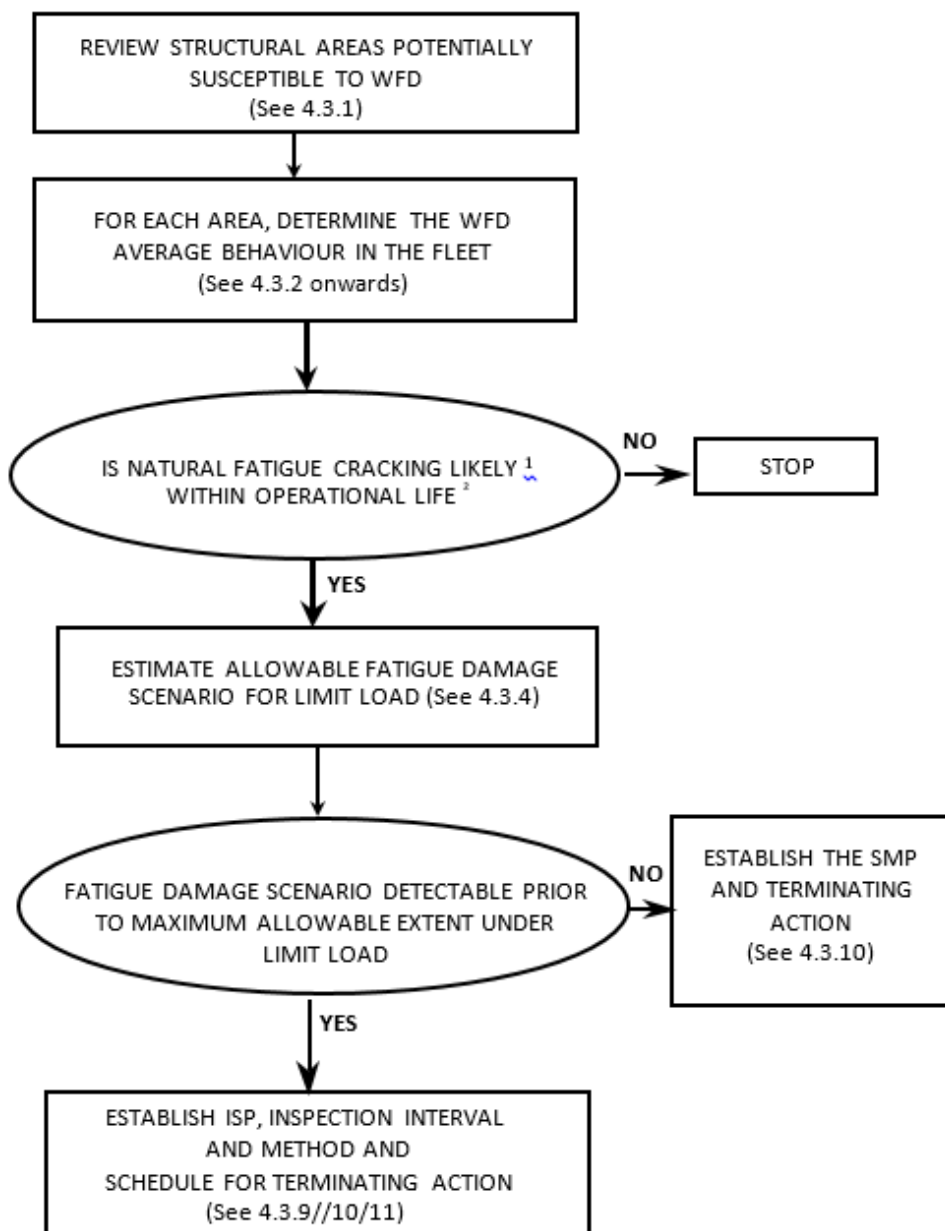 REVIEW STRUCTURAL AREAS POTENTIALLY
SUSCEPTIBLE TO WFD
(See 4.3.1)
FOR EACH AREA, DETERMINE THE WFD
AVERAGE BEHAVIOUR IN THE FLEET
(See 4.3.2 onwards)
IS NATURAL FATIGUE CRACKING LIKELY ¹
WITHIN OPERATIONAL LIFE ²
NO
STOP
YES
ESTIMATE ALLOWABLE FATIGUE DAMAGE
SCENARIO FOR LIMIT LOAD (See 4.3.4)
FATIGUE DAMAGE SCENARIO DETECTABLE PRIOR
TO MAXIMUM ALLOWABLE EXTENT UNDER
LIMIT LOAD
NO
ESTABLISH THE SMP
AND TERMINATING
ACTION
(See 4.3.10)
YES
ESTABLISH ISP, INSPECTION INTERVAL
AND METHOD AND
SCHEDULE FOR TERMINATING ACTION
(See 4.3.9//10/11)